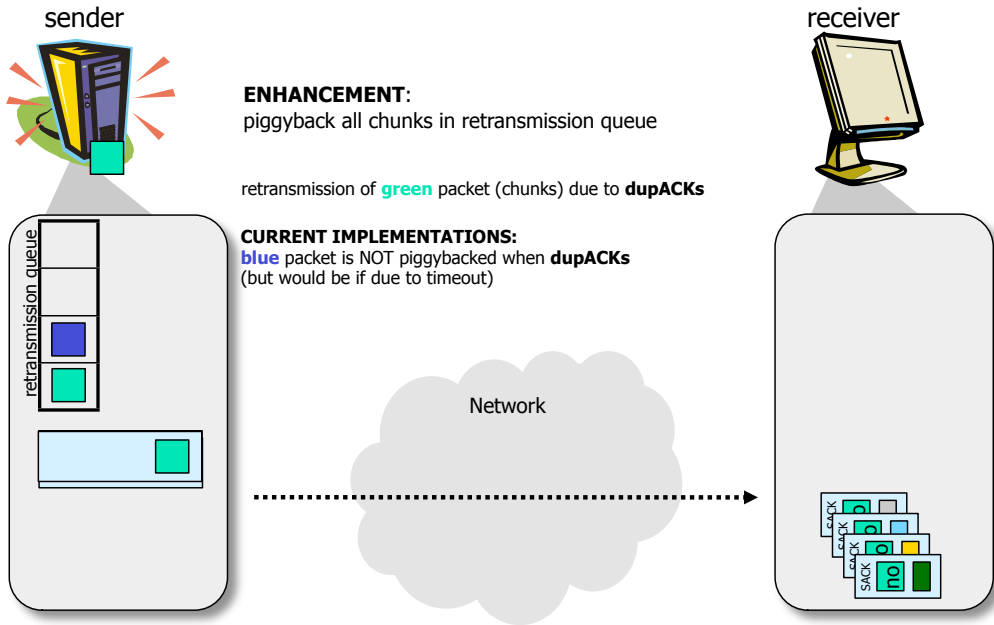 sender
receiver
ENHANCEMENT:
piggyback all chunks in retransmission queue
retransmission of green packet (chunks) due to dupACKs
CURRENT IMPLEMENTATIONS:
blue packet is NOT piggybacked when dupACKs
(but would be if due to timeout)
retransmission queue
Network
SACK
no
SACK
no
SACK
no
SACK
no